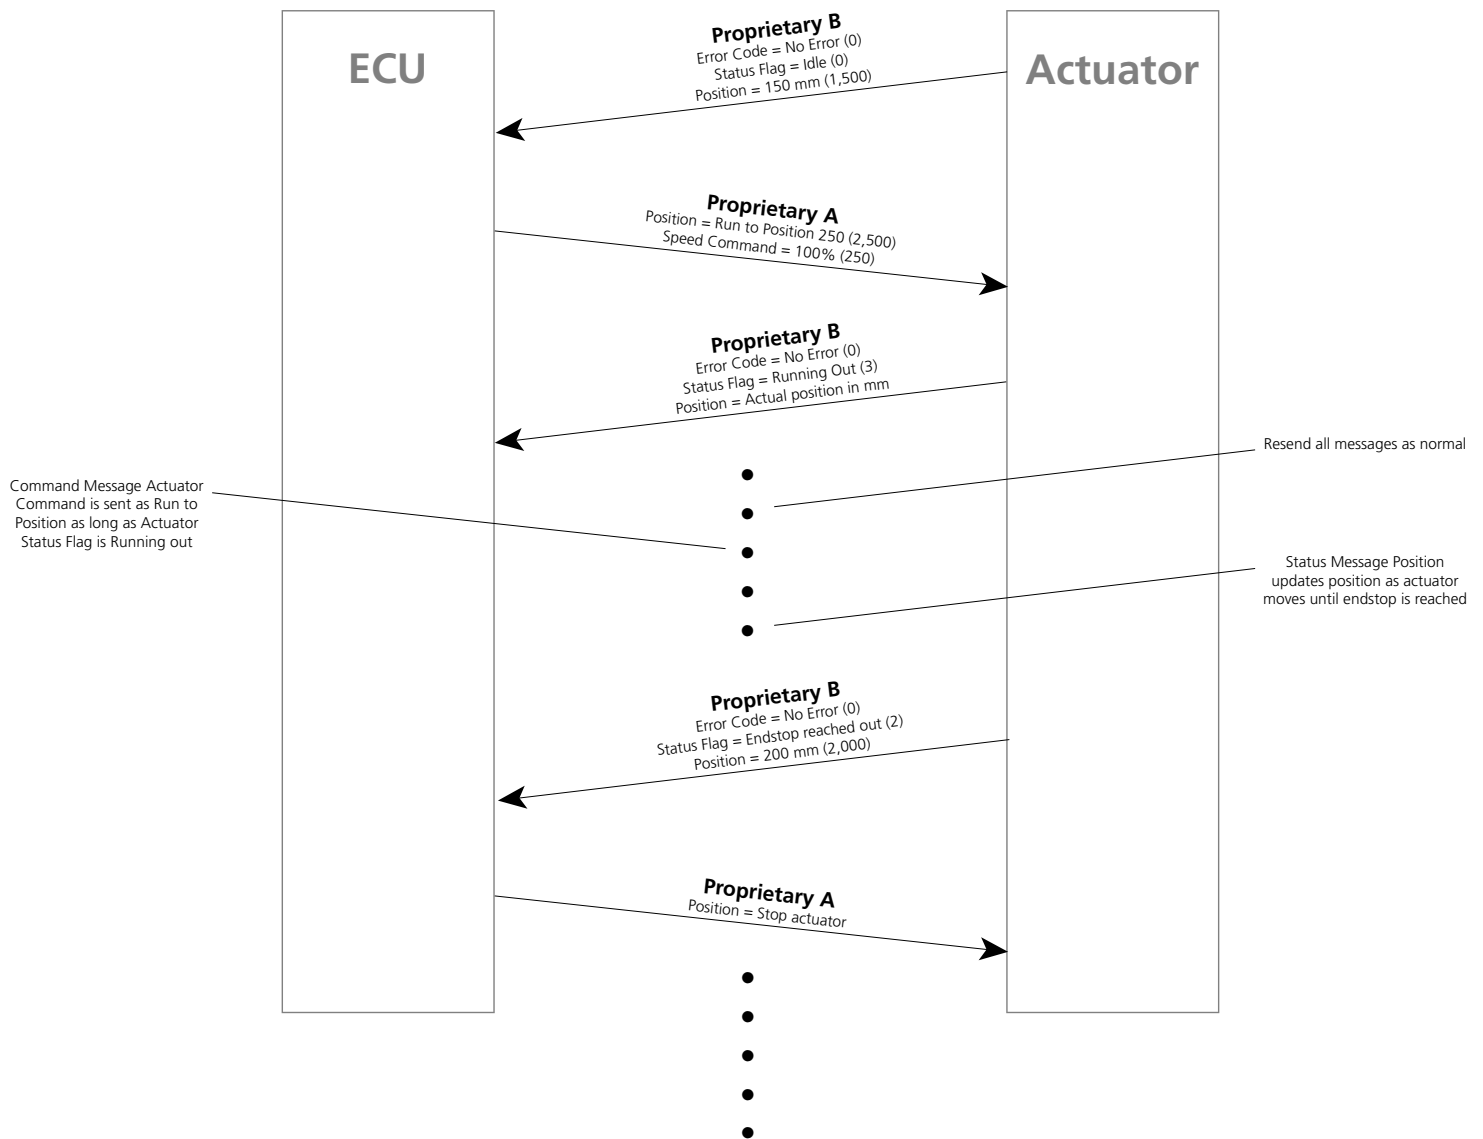 ECU
Actuator
Proprietary B
Error Code = No Error (0)
Status Flag = Idle (0)
Position = 150 mm (1,500)
Proprietary A
Position = Run to Position 250 (2,500)
Speed Command = 100% (250)
Proprietary B
Error Code = No Error (0)
Status Flag = Running Out (3)
Position = Actual position in mm
Resend all messages as normal
Command Message Actuator
Command is sent as Run to
Position as long as Actuator
Status Flag is Running out
Status Message Position
updates position as actuator
moves until endstop is reached
Proprietary B
Error Code = No Error (0)
Status Flag = Endstop reached out (2)
Position = 200 mm (2,000)
Proprietary A
Position = Stop actuator